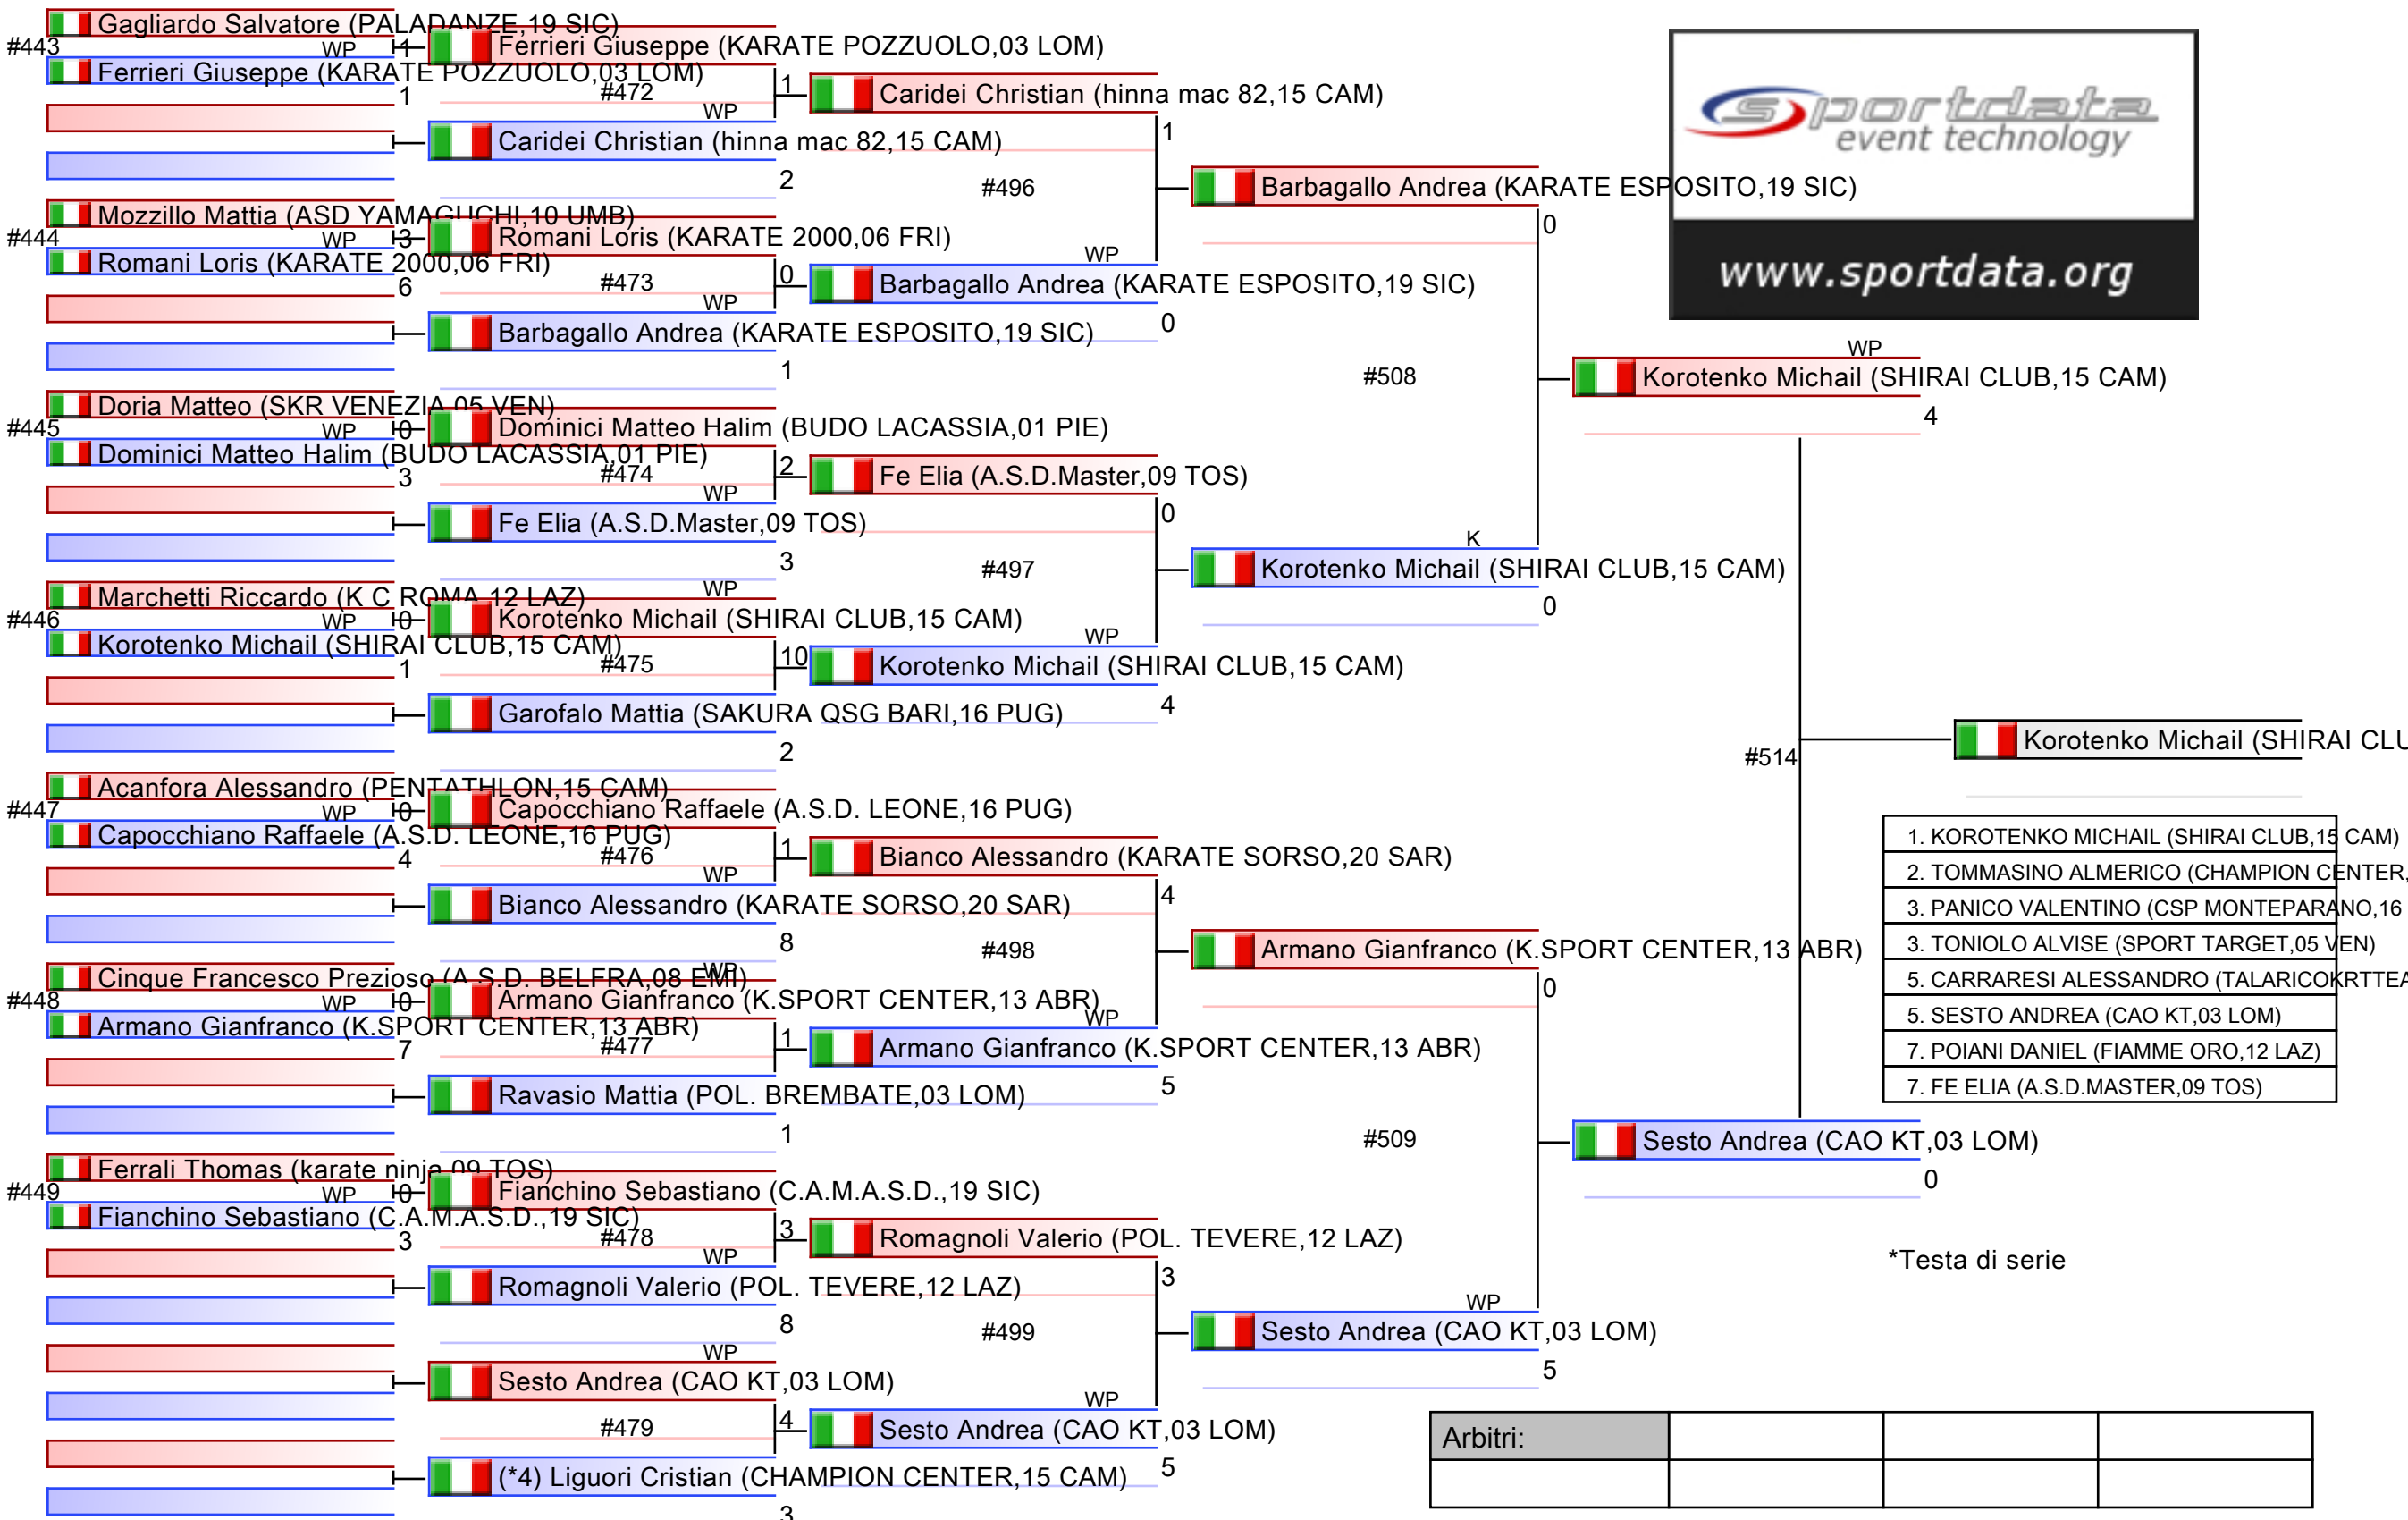 Gagliardo Salvatore (PALADANZE,19 SIC)
#443
WP
1
Ferrieri Giuseppe (KARATE POZZUOLO,03 LOM)
1
Ferrieri Giuseppe (KARATE POZZUOLO,03 LOM)
#472
1
WP
Caridei Christian (hinna mac 82,15 CAM)
2
Mozzillo Mattia (ASD YAMAGUCHI,10 UMB)
#444
WP
3
Romani Loris (KARATE 2000,06 FRI)
6
Romani Loris (KARATE 2000,06 FRI)
#473
0
WP
Barbagallo Andrea (KARATE ESPOSITO,19 SIC)
1
Doria Matteo (SKR VENEZIA,05 VEN)
#445
WP
0
Dominici Matteo Halim (BUDO LACASSIA,01 PIE)
3
Dominici Matteo Halim (BUDO LACASSIA,01 PIE)
#474
2
WP
Fe Elia (A.S.D.Master,09 TOS)
3
Marchetti Riccardo (K C ROMA,12 LAZ)
#446
WP
0
Korotenko Michail (SHIRAI CLUB,15 CAM)
1
WP
Korotenko Michail (SHIRAI CLUB,15 CAM)
#475
10
Garofalo Mattia (SAKURA QSG BARI,16 PUG)
2
Acanfora Alessandro (PENTATHLON,15 CAM)
#447
WP
0
Capocchiano Raffaele (A.S.D. LEONE,16 PUG)
4
Capocchiano Raffaele (A.S.D. LEONE,16 PUG)
#476
1
WP
Bianco Alessandro (KARATE SORSO,20 SAR)
8
Cinque Francesco Prezioso (A.S.D. BELFRA,08 EMI)
#448
WP
0
Armano Gianfranco (K.SPORT CENTER,13 ABR)
7
WP
Armano Gianfranco (K.SPORT CENTER,13 ABR)
#477
1
Ravasio Mattia (POL. BREMBATE,03 LOM)
1
Ferrali Thomas (karate ninja,09 TOS)
#449
WP
0
Fianchino Sebastiano (C.A.M.A.S.D.,19 SIC)
3
Fianchino Sebastiano (C.A.M.A.S.D.,19 SIC)
#478
3
WP
Romagnoli Valerio (POL. TEVERE,12 LAZ)
8
WP
Sesto Andrea (CAO KT,03 LOM)
#479
4
(*4) Liguori Cristian (CHAMPION CENTER,15 CAM)
3
Caridei Christian (hinna mac 82,15 CAM)
1
#496
WP
Barbagallo Andrea (KARATE ESPOSITO,19 SIC)
0
Fe Elia (A.S.D.Master,09 TOS)
0
#497
WP
Korotenko Michail (SHIRAI CLUB,15 CAM)
4
Bianco Alessandro (KARATE SORSO,20 SAR)
4
#498
WP
Armano Gianfranco (K.SPORT CENTER,13 ABR)
5
Romagnoli Valerio (POL. TEVERE,12 LAZ)
3
#499
WP
Sesto Andrea (CAO KT,03 LOM)
5
Barbagallo Andrea (KARATE ESPOSITO,19 SIC)
0
#508
K
Korotenko Michail (SHIRAI CLUB,15 CAM)
0
Armano Gianfranco (K.SPORT CENTER,13 ABR)
0
#509
WP
Sesto Andrea (CAO KT,03 LOM)
5
WP
Korotenko Michail (SHIRAI CLUB,15 CAM)
4
#514
Sesto Andrea (CAO KT,03 LOM)
0
Korotenko Michail (SHIRAI CLU
sportdata
event technology
www.sportdata.org
1. KOROTENKO MICHAIL (SHIRAI CLUB,15 CAM)
2. TOMMASINO ALMERICO (CHAMPION CENTER,
3. PANICO VALENTINO (CSP MONTEPARANO,16
3. TONIOLO ALVISE (SPORT TARGET,05 VEN)
5. CARRARESI ALESSANDRO (TALARICOKRTTEA
5. SESTO ANDREA (CAO KT,03 LOM)
7. POIANI DANIEL (FIAMME ORO,12 LAZ)
7. FE ELIA (A.S.D.MASTER,09 TOS)
*Testa di serie
Arbitri: